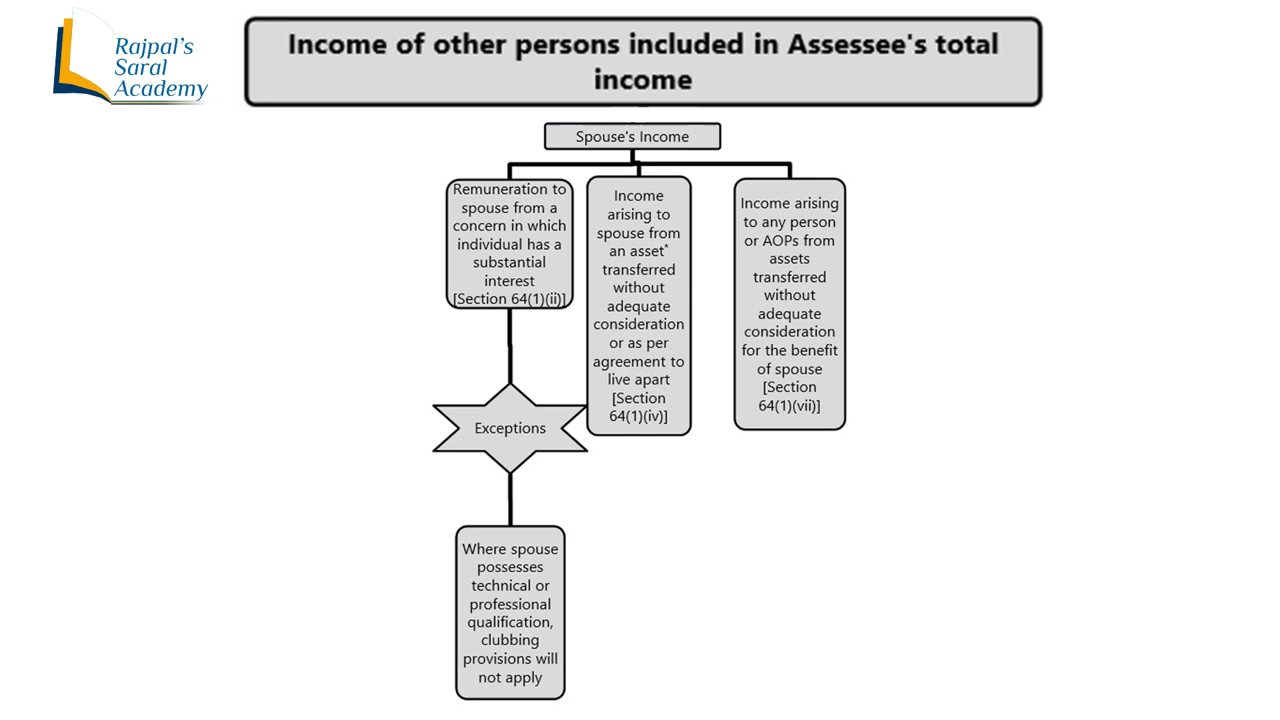 Rajpal's
Saral
Academy
Income of other persons included in Assessee's total
income
Spouse's Income
Remuneration to
spouse from a
concern in which
individual has a
substantial
interest
[Section 64(1)(ii)]
Income
arising to
spouse from
an asset*
transferred
without
adequate
consideration
or as per
agreement to
live apart
[Section
64(1)(iv)]
Income arising
to any person
or AOPs from
assets
transferred
without
adequate
consideration
for the benefit
of spouse
[Section
64(1)(vii)]
Exceptions
Where spouse
possesses
technical or
professional
qualification,
clubbing
provisions will
not apply